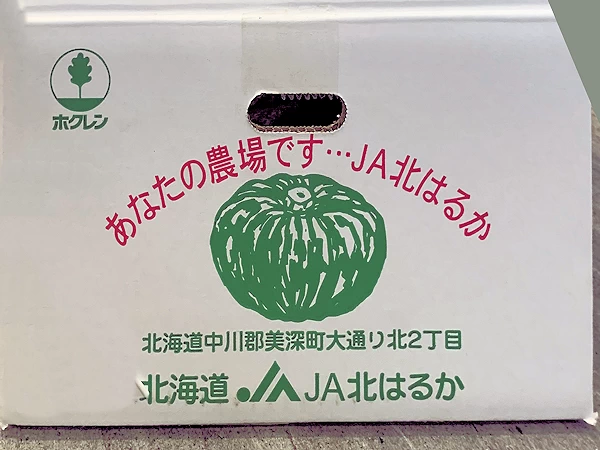 ホクレン
あなたの農場です…JA北はるか
北海道中川郡美深町大通り北2丁目
北海道 JA JA北はるか